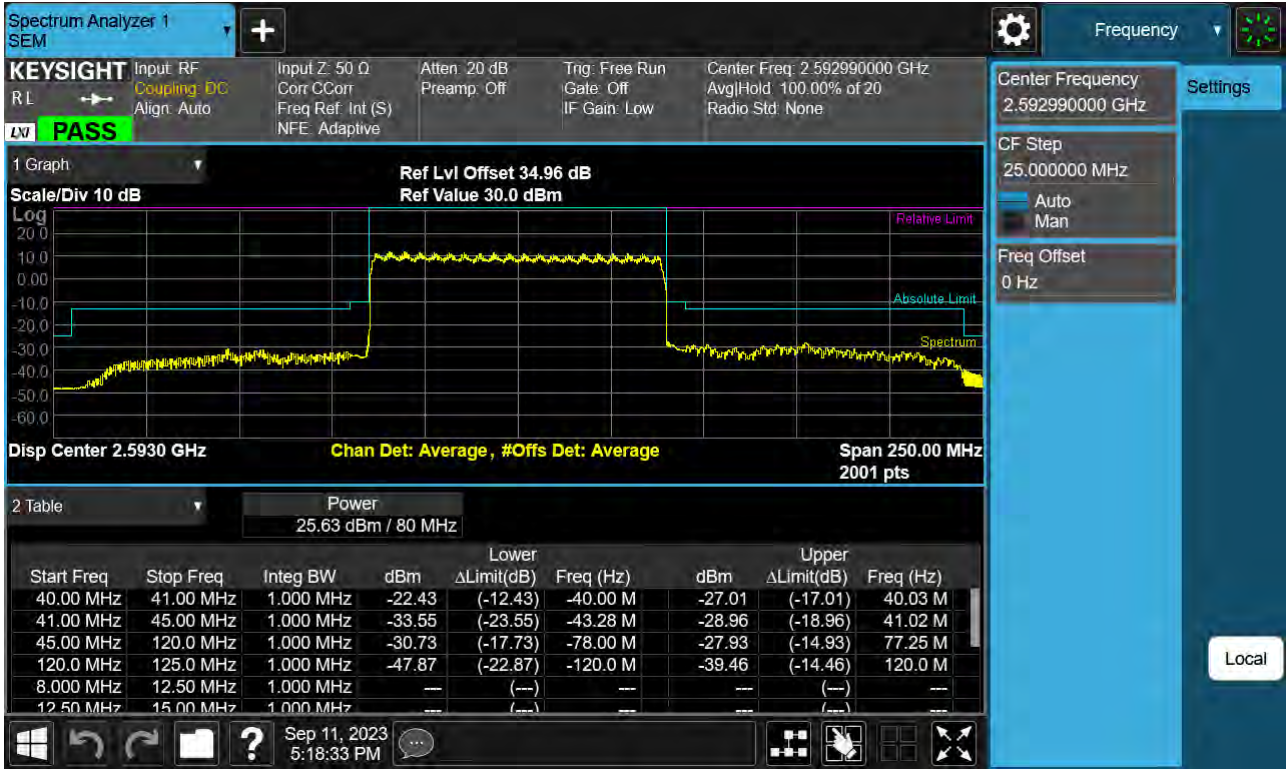 Spectrum Analyzer 1
SEM
+
Frequency
KEYSIGHT
Input: RF
Coupling: DC
Align: Auto
Input Z: 50 Ω
Corr CCorr
Freq Ref: Int (S)
NFE: Adaptive
Atten: 20 dB
Preamp: Off
Trig: Free Run
Gate: Off
IF Gain: Low
Center Freq: 2.592990000 GHz
Avg|Hold: 100.00% of 20
Radio Std: None
R L
LXI
PASS
Center Frequency
2.592990000 GHz
Settings
CF Step
25.000000 MHz
Auto
Man
Freq Offset
0 Hz
Local
1 Graph
Scale/Div 10 dB
Ref Lvl Offset 34.96 dB
Ref Value 30.0 dBm
Log
20.0
10.0
0.00
-10.0
-20.0
-30.0
-40.0
-50.0
-60.0
Relative Limit
Absolute Limit
Spectrum
Disp Center 2.5930 GHz
Chan Det: Average , #Offs Det: Average
Span 250.00 MHz
2001 pts
2 Table
Power
25.63 dBm / 80 MHz
Lower Upper
Start Freq Stop Freq Integ BW dBm ΔLimit(dB) Freq (Hz) dBm ΔLimit(dB) Freq (Hz)
40.00 MHz 41.00 MHz 1.000 MHz -22.43 (-12.43) -40.00 M -27.01 (-17.01) 40.03 M
41.00 MHz 45.00 MHz 1.000 MHz -33.55 (-23.55) -43.28 M -28.96 (-18.96) 41.02 M
45.00 MHz 120.0 MHz 1.000 MHz -30.73 (-17.73) -78.00 M -27.93 (-14.93) 77.25 M
120.0 MHz 125.0 MHz 1.000 MHz -47.87 (-22.87) -120.0 M -39.46 (-14.46) 120.0 M
8.000 MHz 12.50 MHz 1.000 MHz --- (---) --- --- (---) ---
12.50 MHz 15.00 MHz 1.000 MHz --- (---) --- --- (---) ---
?
Sep 11, 2023
5:18:33 PM